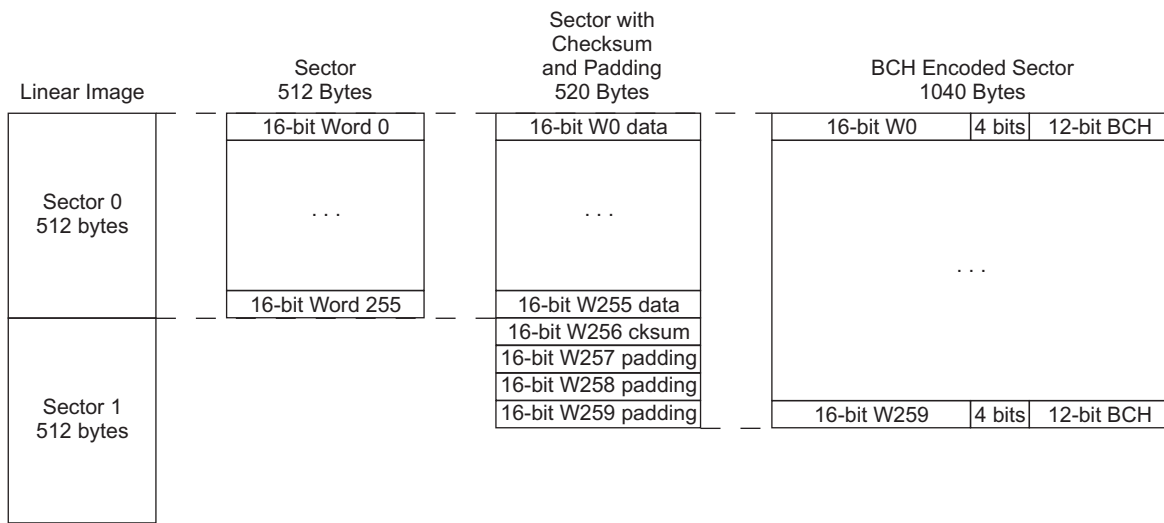 Linear Image
Sector 0
512 bytes
Sector 1
512 bytes
Sector
512 Bytes
16-bit Word 0
. . .
16-bit Word 255
Sector with
Checksum
and Padding
520 Bytes
16-bit W0 data
. . .
16-bit W255 data
16-bit W256 cksum
16-bit W257 padding
16-bit W258 padding
16-bit W259 padding
BCH Encoded Sector
1040 Bytes
16-bit W0 4 bits 12-bit BCH
. . .
16-bit W259 4 bits 12-bit BCH